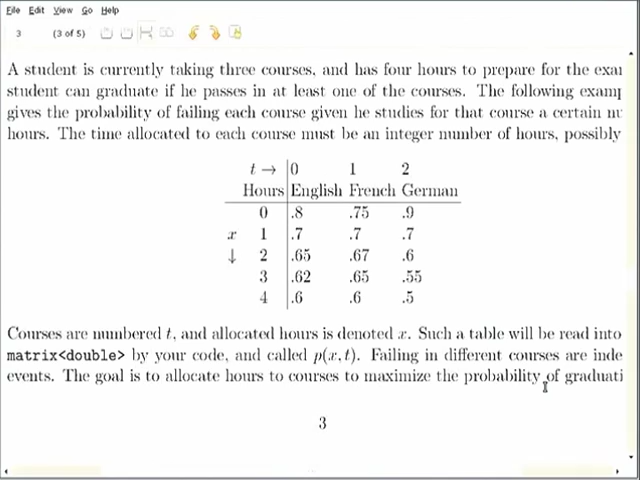 File Edit View Go Help
3 (3 of 5)
A student is currently taking three courses, and has four hours to prepare for the
student can graduate if he passes in at least one of the courses. The following
gives the probability of failing each course given he studies for that course a certain
hours. The time allocated to each course must be an integer number of hours, possibly
t → 0 1 2
Hours English French German
0 .8 .75 .9
x 1 .7 .7 .7
↓ 2 .65 .67 .6
3 .62 .65 .55
4 .6 .6 .5
Courses are numbered t, and allocated hours is denoted x. Such a table will be read into
matrix<double> by your code, and called p(x, t). Failing in different courses are
events. The goal is to allocate hours to courses to maximize the probability of
3